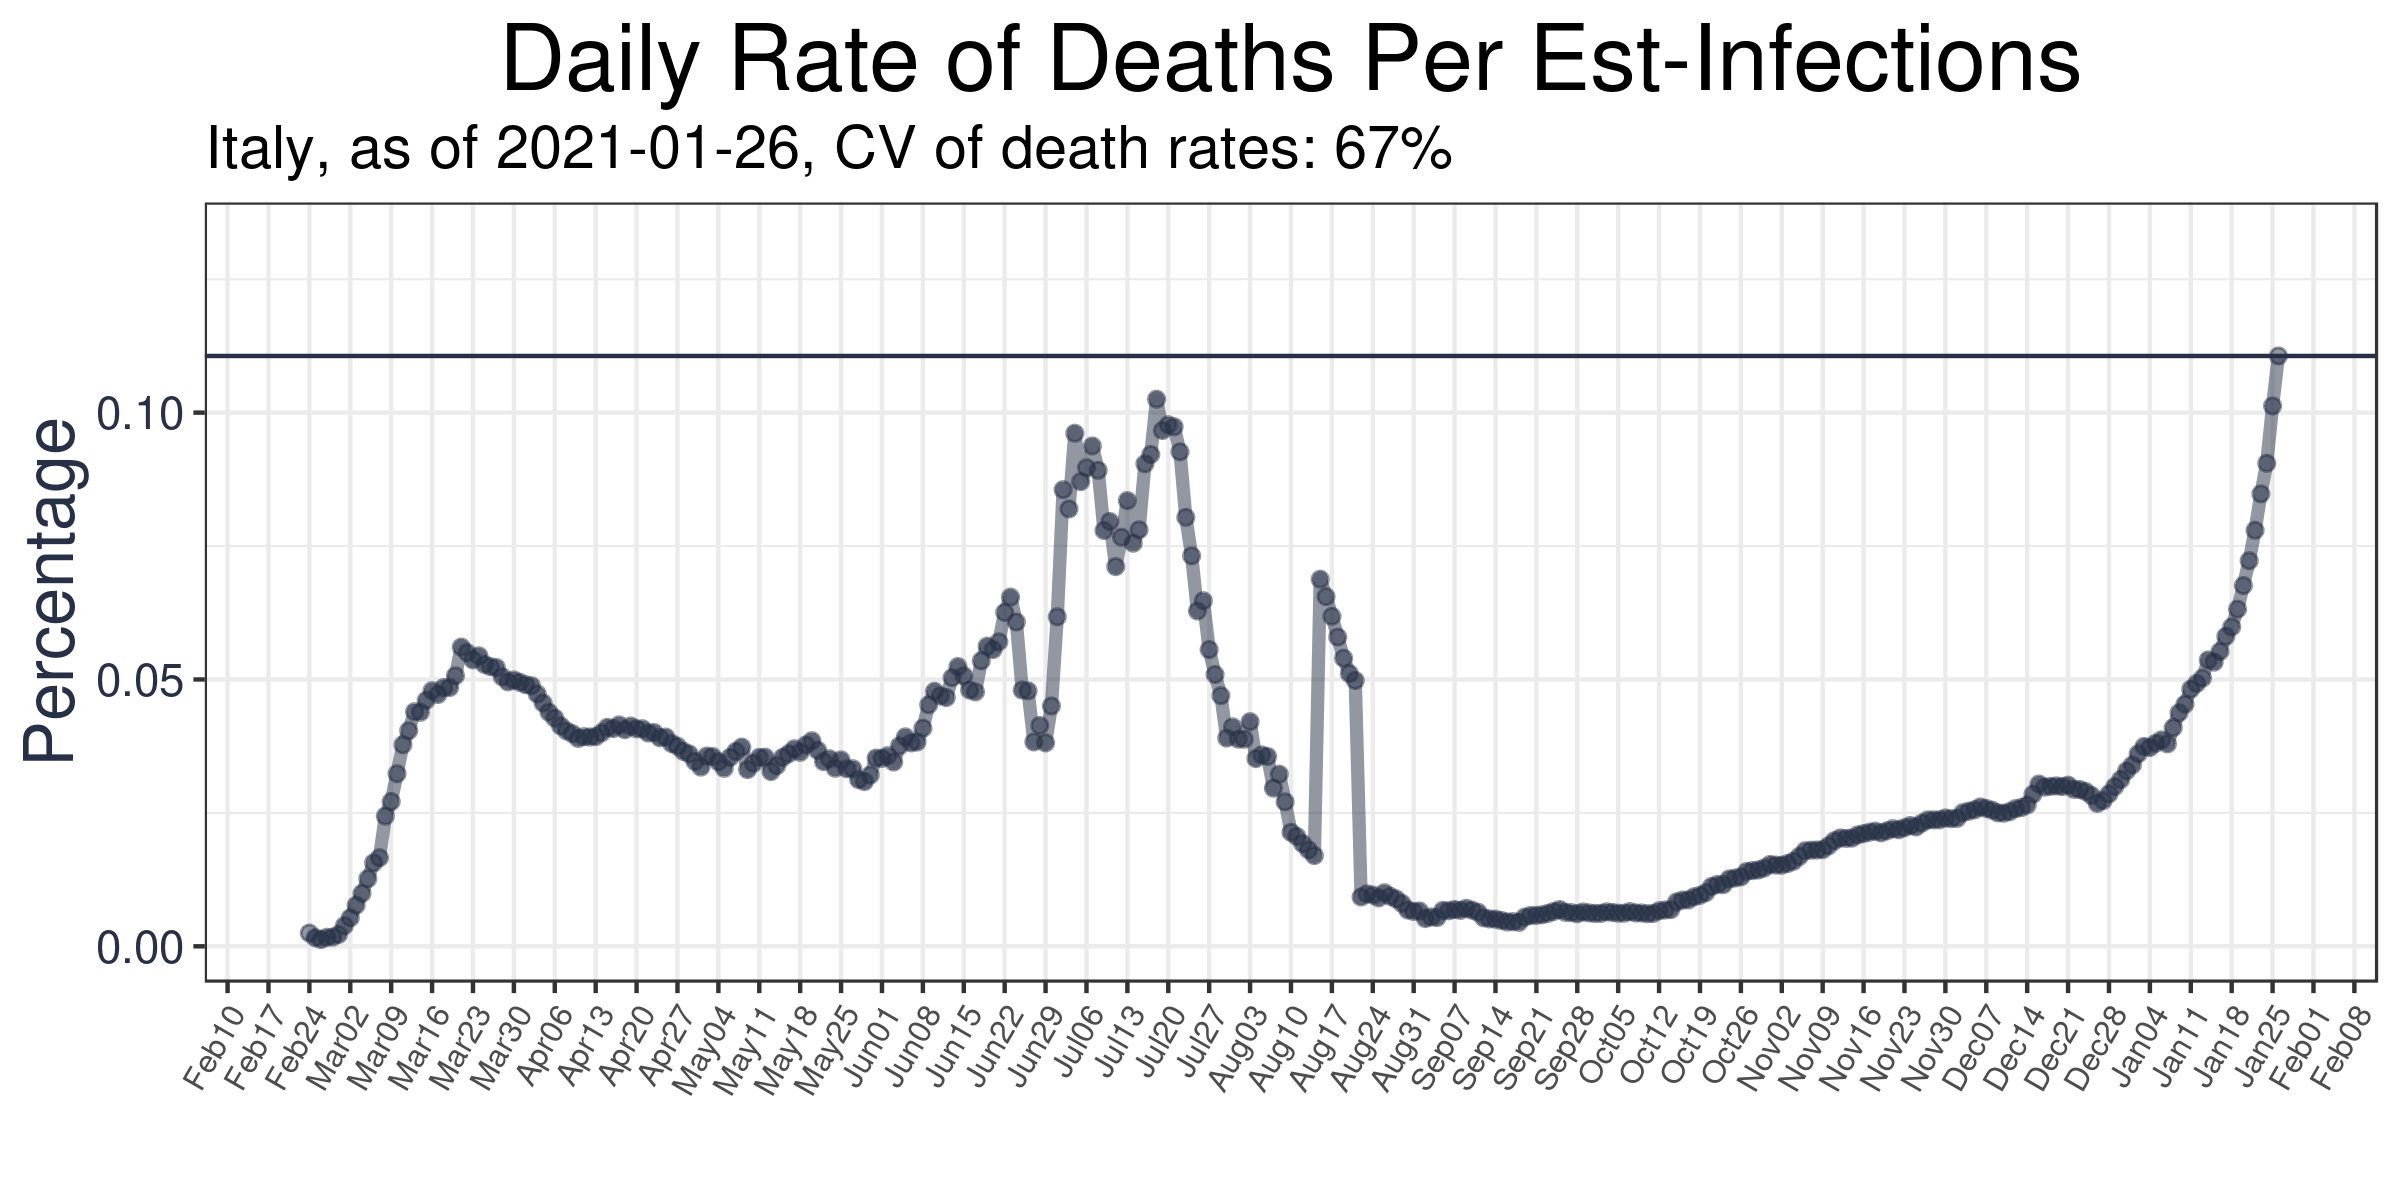 Daily Rate of Deaths Per Est-Infections
Italy, as of 2021-01-26, CV of death rates: 67%
Percentage
0.10
0.05
0.00
Feb10
Feb17
Feb24
Mar02
Mar09
Mar16
Mar23
Mar30
Apr06
Apr13
Apr20
Apr27
May04
May11
May18
May25
Jun01
Jun08
Jun15
Jun22
Jun29
Jul06
Jul13
Jul20
Jul27
Aug03
Aug10
Aug17
Aug24
Aug31
Sep07
Sep14
Sep21
Sep28
Oct05
Oct12
Oct19
Oct26
Nov02
Nov09
Nov16
Nov23
Nov30
Dec07
Dec14
Dec21
Dec28
Jan04
Jan11
Jan18
Jan25
Feb01
Feb08